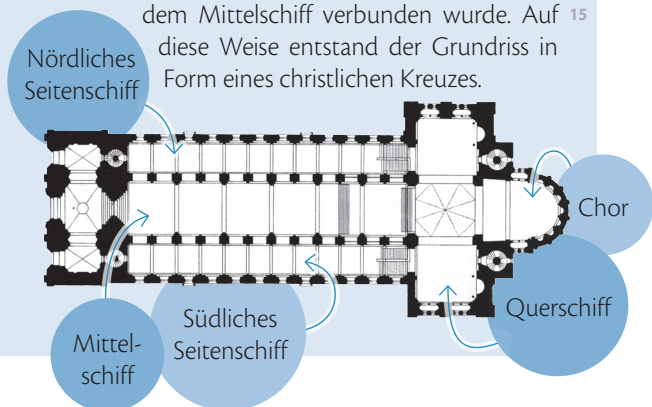 dem Mittelschiff verbunden wurde. Auf 15
diese Weise entstand der Grundriss in
Form eines christlichen Kreuzes.
Nördliches
Seitenschiff
Chor
Querschiff
Südliches
Seitenschiff
Mittel-
schiff